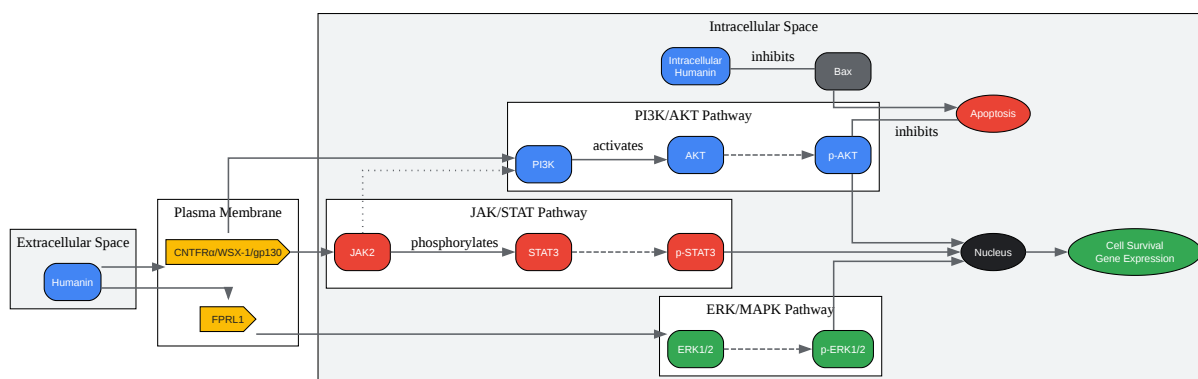 Intracellular Space
Intracellular
Humanin
inhibits
Bax
PI3K/AKT Pathway
Apoptosis
inhibits
PI3K
activates
AKT
p-AKT
Plasma Membrane
JAK/STAT Pathway
Extracellular Space
CNTFRα/WSX-1/gp130
JAK2
phosphorylates
STAT3
p-STAT3
Nucleus
Cell Survival
Gene Expression
Humanin
FPRL1
ERK/MAPK Pathway
ERK1/2
p-ERK1/2